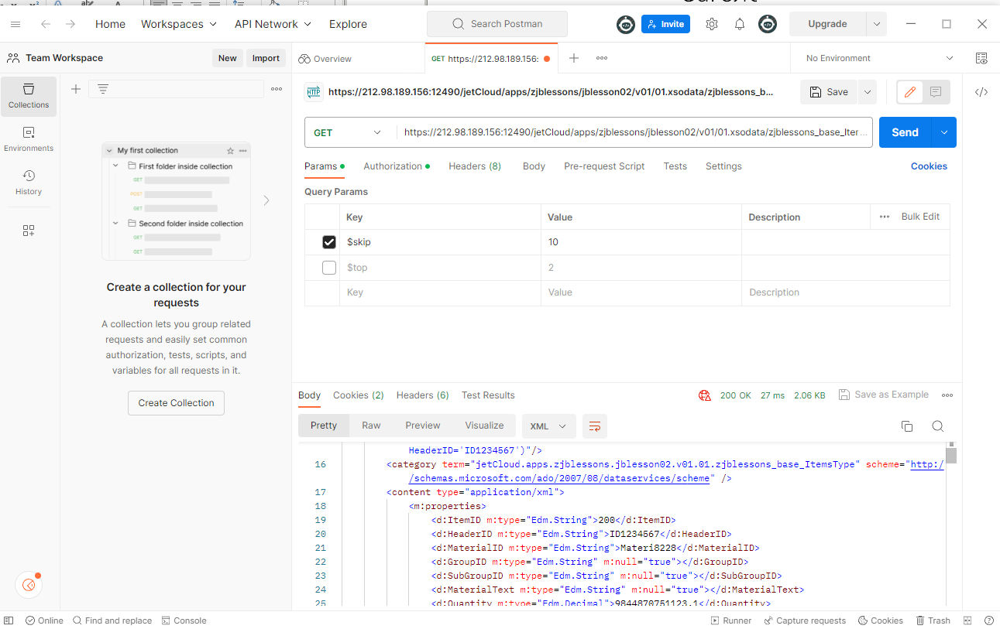 Home
Workspaces
API Network
Explore
Search Postman
Invite
Upgrade
Team Workspace
New
Import
Overview
GET https://212.98.189.156:
No Environment
Collections
Environments
History
My first collection
First folder inside collection
GET
POST
GET
Second folder inside collection
GET
GET
Create a collection for your
requests
A collection lets you group related
requests and easily set common
authorization, tests, scripts, and
variables for all requests in it.
Create Collection
HTTP
https://212.98.189.156:12490/jetCloud/apps/zjblessons/jblesson02/v01/01.xsodata/zjblessons_b...
Save
GET
https://212.98.189.156:12490/jetCloud/apps/zjblessons/jblesson02/v01/01.xsodata/zjblessons_base_Iter ...
Send
Params
Authorization
Headers (8)
Body
Pre-request Script
Tests
Settings
Cookies
Query Params
Key
Value
Description
Bulk Edit
$skip
10
$top
2
Key
Value
Description
Body
Cookies (2)
Headers (6)
Test Results
200 OK
27 ms
2.06 KB
Save as Example
Pretty
Raw
Preview
Visualize
XML
HeaderID='ID1234567')"/>
16 <category term="jetCloud.apps.zjblessons.jblesson02.v01.01.zjblessons_base_ItemsType" scheme="http:/
/schemas.microsoft.com/ado/2007/08/dataservices/scheme" />
17 <content type="application/xml">
18 <m:properties>
19 <d:ItemID m:type="Edm.String">200</d:ItemID>
20 <d:HeaderID m:type="Edm.String">ID1234567</d:HeaderID>
21 <d:MaterialID m:type="Edm.String">Materi8228</d:MaterialID>
22 <d:GroupID m:type="Edm.String" m:null="true"></d:GroupID>
23 <d:SubGroupID m:type="Edm.String" m:null="true"></d:SubGroupID>
24 <d:MaterialText m:type="Edm.String" m:null="true"></d:MaterialText>
25 <d:Quantity m:type="Edm.Decimal">9844870751123.1</d:Quantity>
Online
Find and replace
Console
Runner
Capture requests
Cookies
Trash